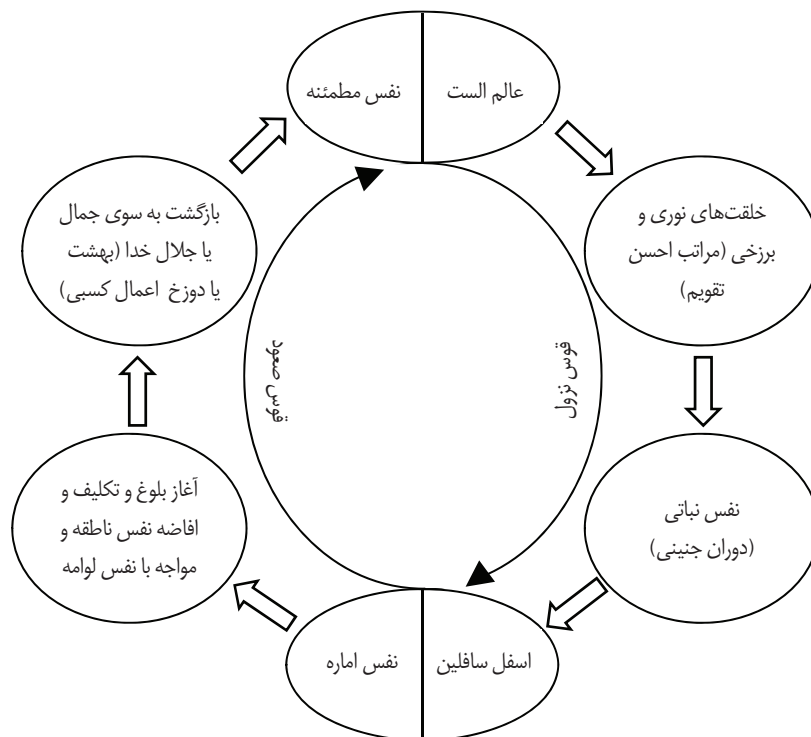 عالم الست
نفس مطمئنه
خلقت‌های نوری و
برزخی (مراتب احسن
تقویم)
بازگشت به سوی جمال
یا جلال خدا (بهشت
یا دوزخ اعمال کسبی)
قوس نزول
قوس صعود
نفس نباتی
(دوران جنینی)
آغاز بلوغ و تکلیف و
افاضه نفس ناطقه و
مواجه با نفس لوامه
اسفل سافلین
نفس اماره